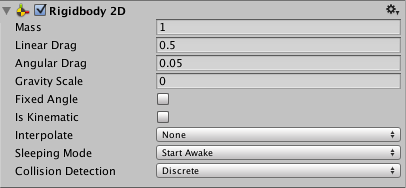 Rigidbody 2D
Mass 1
Linear Drag 0.5
Angular Drag 0.05
Gravity Scale 0
Fixed Angle
Is Kinematic
Interpolate None
Sleeping Mode Start Awake
Collision Detection Discrete